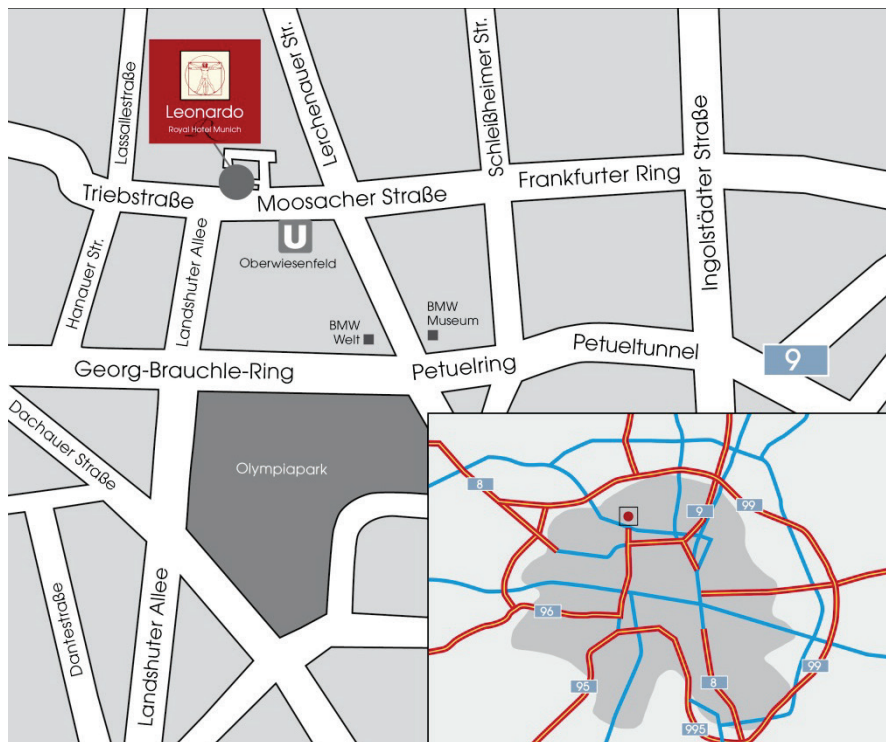 Leonardo
Royal Hotel Munich
Lassallestraße
Lerchenauer Str.
Schleißheimer Str.
Ingolstädter Straße
Triebstraße
Moosacher Straße
Frankfurter Ring
Hanauer Str.
Landshuter Allee
U
Oberwiesenfeld
BMW
Welt
BMW
Museum
Georg-Brauchle-Ring
Petuelring
Petueltunnel
9
Dachauer Straße
Olympiapark
Dantestraße
Landshuter Allee
8
9
99
96
95
8
99
995